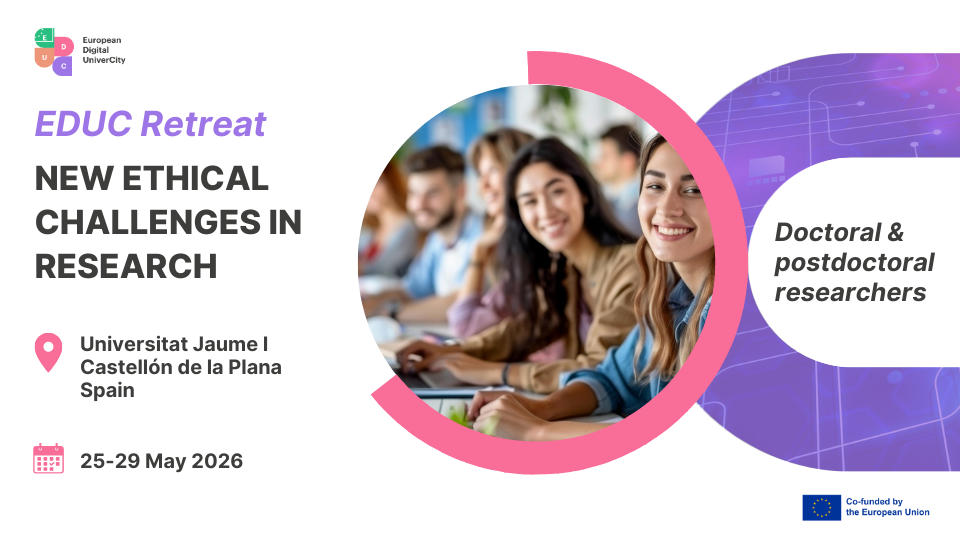 E
D
U
C
European
Digital
UniverCity
EDUC Retreat
NEW ETHICAL
CHALLENGES IN
RESEARCH
Universitat Jaume I
Castellón de la Plana
Spain
25-29 May 2026
Doctoral &
postdoctoral
researchers
Co-funded by
the European Union